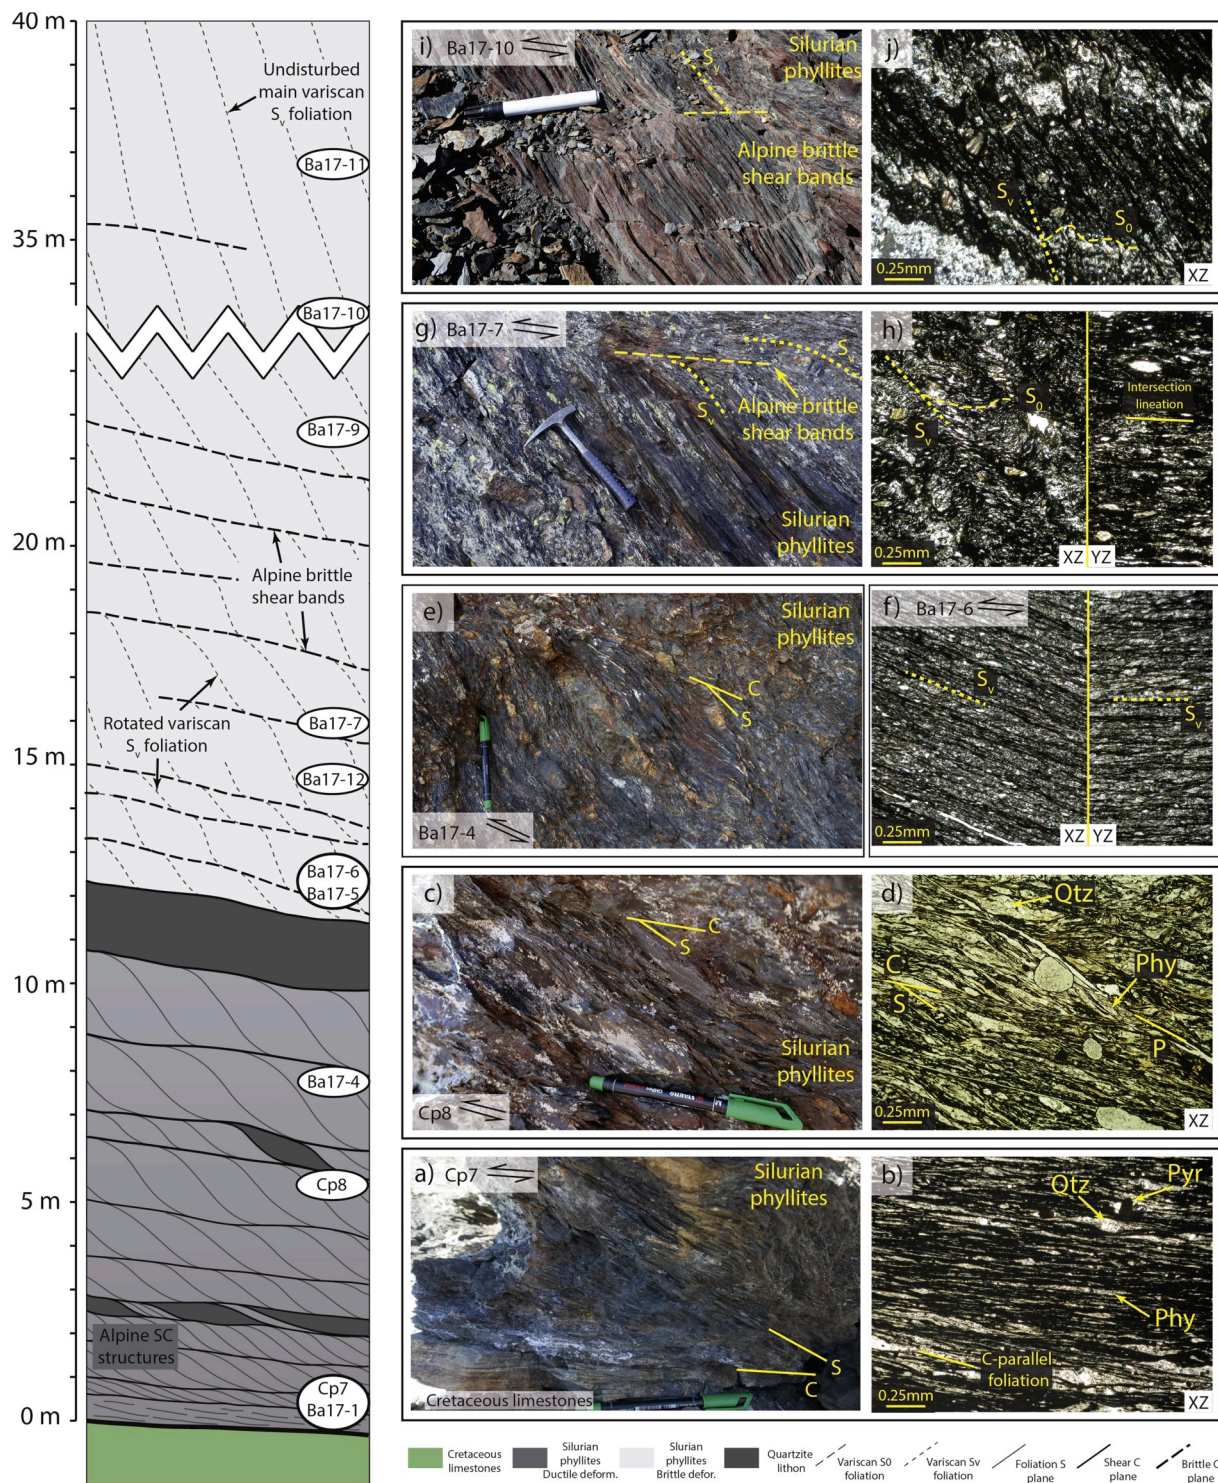 40 m
35 m
20 m
15 m
10 m
5 m
0 m
Undisturbed
main variscan
Sv foliation
Ba17-11
Ba17-10
Ba17-9
Alpine brittle
shear bands
Rotated variscan
Sv foliation
Ba17-7
Ba17-12
Ba17-6
Ba17-5
Ba17-4
Cp8
Alpine SC
structures
Cp7
Ba17-1
i) Ba17-10
Silurian
phyllites
Sv
Alpine brittle
shear bands
j)
Sv
S0
0.25mm
XZ
g) Ba17-7
Sv
Sv
Alpine brittle
shear bands
Silurian
phyllites
h)
S0
Sv
Intersection
lineation
0.25mm
XZ YZ
e)
Silurian
phyllites
C
S
Ba17-4
f) Ba17-6
Sv
Sv
0.25mm
XZ YZ
c)
C
S
Silurian
phyllites
Cp8
d)
Qtz
C
S
Phy
P
0.25mm
XZ
a) Cp7
Silurian
phyllites
S
C
Cretaceous limestones
b)
Pyr
Qtz
Phy
C-parallel
foliation
0.25mm
XZ
Cretaceous
limestones
Silurian
phyllites
Ductile deform.
Slurian
phyllites
Brittle defor.
Quartzite
lithon
Variscan S0
foliation
Variscan Sv
foliation
Foliation S
plane
Shear C
plane
Brittle C
plane